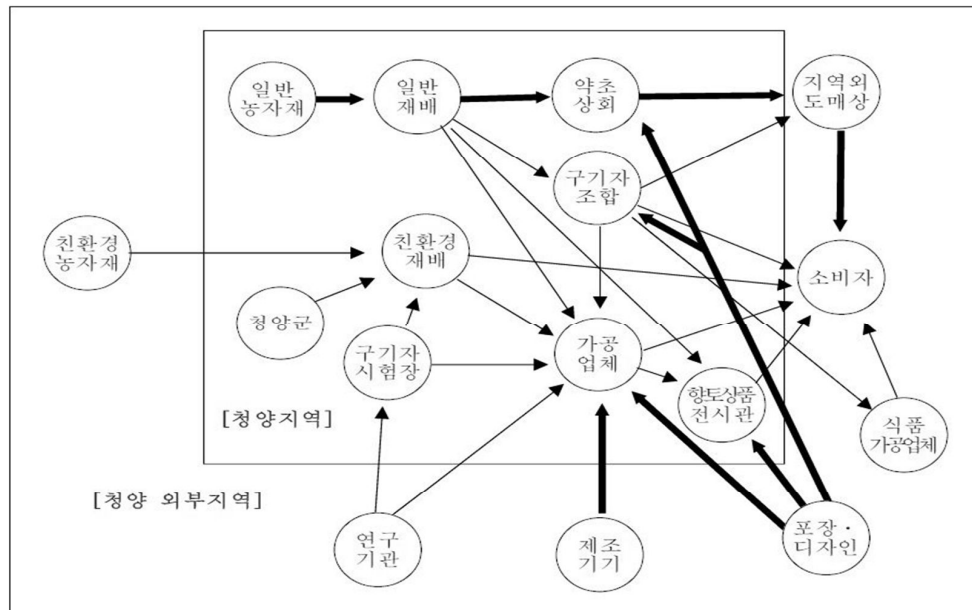 일반
농자재
일반
재배
약초
상회
지역외
도매상
구기자
조합
친환경
농자재
친환경
재배
소비자
청양군
구기자
시험장
가공
업체
향토상품
전시관
[청양지역]
식품
가공업체
[청양 외부지역]
연구
기관
제조
기기
포장·
디자인